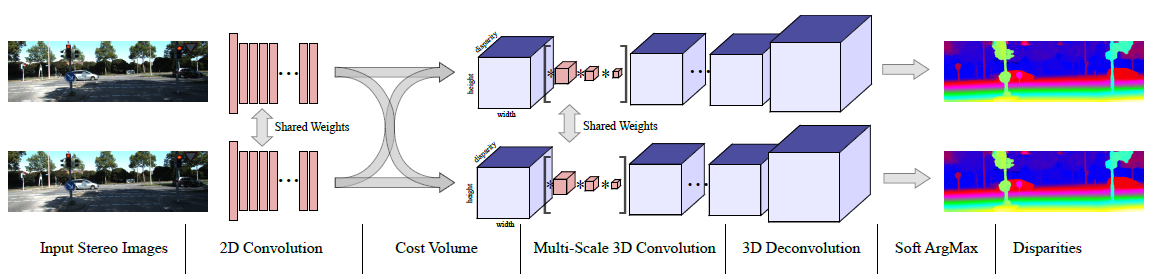 disparity
height
width
* * *
...
Shared Weights
Shared Weights
disparity
height
width
* * *
...
Input Stereo Images
2D Convolution
Cost Volume
Multi-Scale 3D Convolution
3D Deconvolution
Soft ArgMax
Disparities